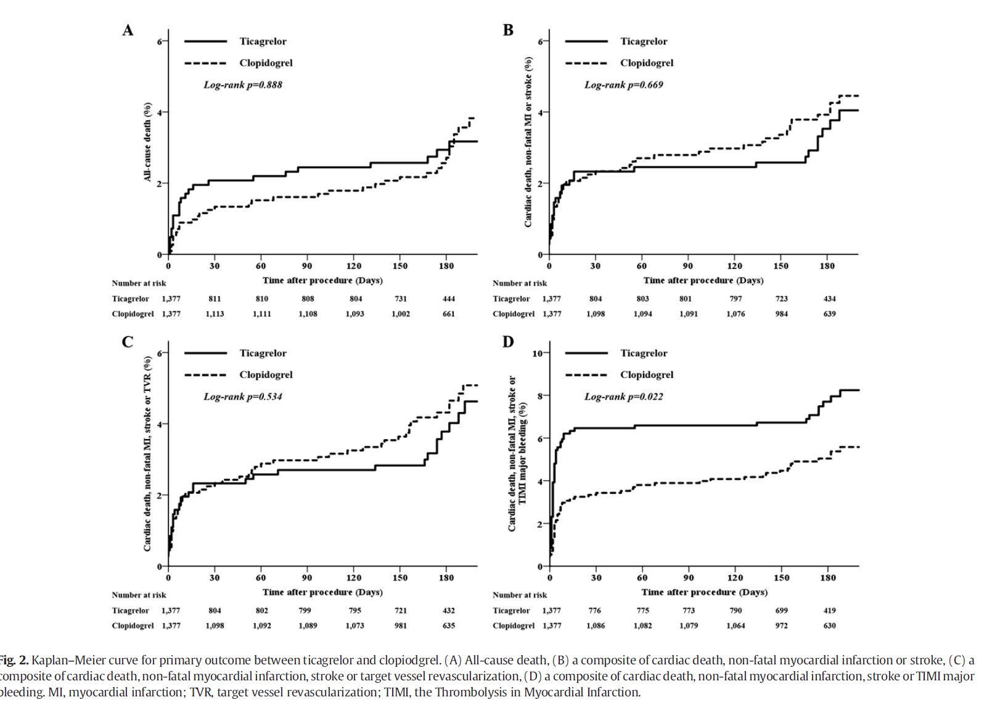 A
6
Ticagrelor
Clopidogrel
Log-rank p=0.888
4
All-cause death (%)
2
0
0 30 60 90 120 150 180
Time after procedure (Days)
Number at risk
Ticagrelor 1,377 811 810 808 804 731 444
Clopidogrel 1,377 1,113 1,111 1,108 1,093 1,002 661
B
6
Ticagrelor
Clopidogrel
Log-rank p=0.669
4
Cardiac death, non-fatal MI or stroke (%)
2
0
0 30 60 90 120 150 180
Time after procedure (Days)
Number at risk
Ticagrelor 1,377 804 803 801 797 723 434
Clopidogrel 1,377 1,098 1,094 1,091 1,076 984 639
C
6
Ticagrelor
Clopidogrel
Log-rank p=0.534
4
Cardiac death, non-fatal MI, stroke or TVR (%)
2
0
0 30 60 90 120 150 180
Time after procedure (Days)
Number at risk
Ticagrelor 1,377 804 802 799 795 721 432
Clopidogrel 1,377 1,098 1,092 1,089 1,073 981 635
D
10
Ticagrelor
Clopidogrel
Log-rank p=0.022
8
6
Cardiac death, non-fatal MI, stroke or
TIMI major bleeding (%)
4
2
0
0 30 60 90 120 150 180
Time after procedure (Days)
Number at risk
Ticagrelor 1,377 776 775 773 790 699 419
Clopidogrel 1,377 1,086 1,082 1,079 1,064 972 630
Fig. 2. Kaplan–Meier curve for primary outcome between ticagrelor and clopiodgrel. (A) All-cause death, (B) a composite of cardiac death, non-fatal myocardial infarction or stroke, (C) a
composite of cardiac death, non-fatal myocardial infarction, stroke or target vessel revascularization, (D) a composite of cardiac death, non-fatal myocardial infarction, stroke or TIMI major
bleeding. MI, myocardial infarction; TVR, target vessel revascularization; TIMI, the Thrombolysis in Myocardial Infarction.